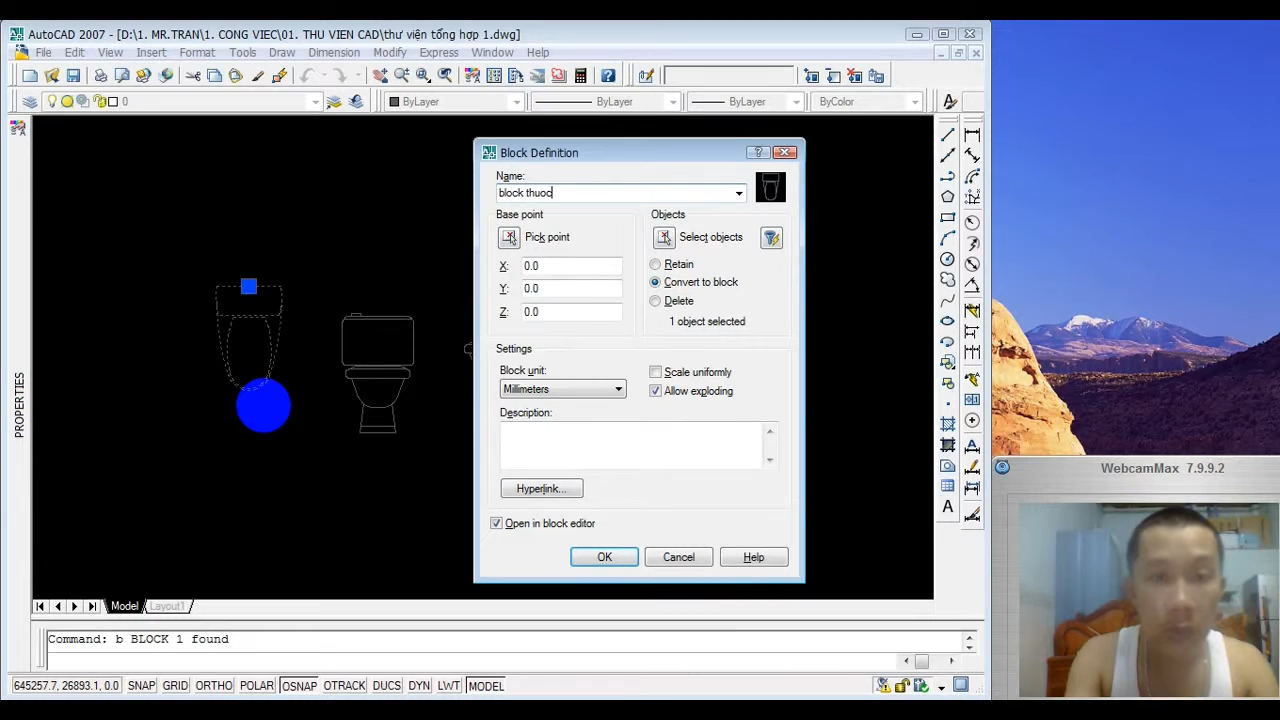 AutoCAD 2007 - [D:\1. MR.TRAN\1. CONG VIEC\01. THU VIEN CAD\thư viện tổng hợp 1.dwg]
File Edit View Insert Format Tools Draw Dimension Modify Express Window Help
0 ByLayer ByLayer ByLayer ByColor
Block Definition
Name:
block thuoc
Base point
Pick point
X: 0.0
Y: 0.0
Z: 0.0
Objects
Select objects
Retain
Convert to block
Delete
1 object selected
Settings
Block unit:
Millimeters
Scale uniformly
Allow exploding
Description:
Hyperlink...
Open in block editor
OK Cancel Help
PROPERTIES
WebcamMax 7.9.9.2
Model Layout1
Command: b BLOCK 1 found
645257.7, 26893.1, 0.0 SNAP GRID ORTHO POLAR OSNAP OTRACK DUCS DYN LWT MODEL